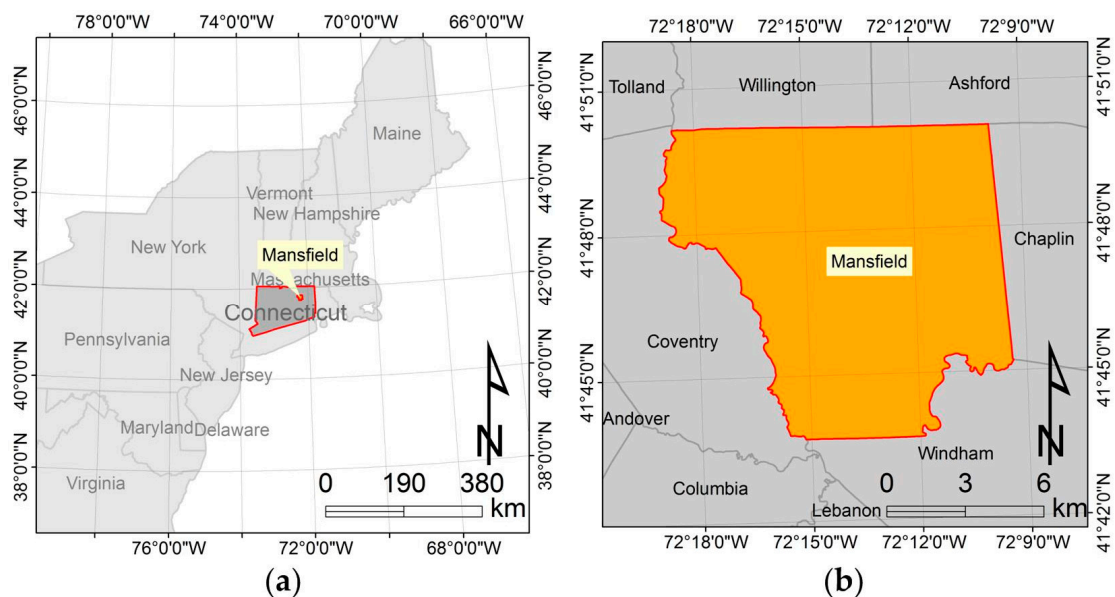 78°0'0"W 74°0'0"W 70°0'0"W 66°0'0"W
46°0'0"N
44°0'0"N
42°0'0"N
40°0'0"N
38°0'0"N
46°0'0"N
44°0'0"N
42°0'0"N
40°0'0"N
38°0'0"N
Maine
Vermont
New Hampshire
New York
Mansfield
Massachusetts
Connecticut
Pennsylvania
New Jersey
Maryland
Delaware
Virginia
N
0 190 380
km
76°0'0"W 72°0'0"W 68°0'0"W
(a)
72°18'0"W 72°15'0"W 72°12'0"W 72°9'0"W
41°51'0"N
41°48'0"N
41°45'0"N
41°51'0"N
41°48'0"N
41°45'0"N
41°42'0"N
Tolland
Willington
Ashford
Chaplin
Mansfield
Coventry
Andover
Windham
Columbia
Lebanon
N
0 3 6
km
72°18'0"W 72°15'0"W 72°12'0"W 72°9'0"W
(b)